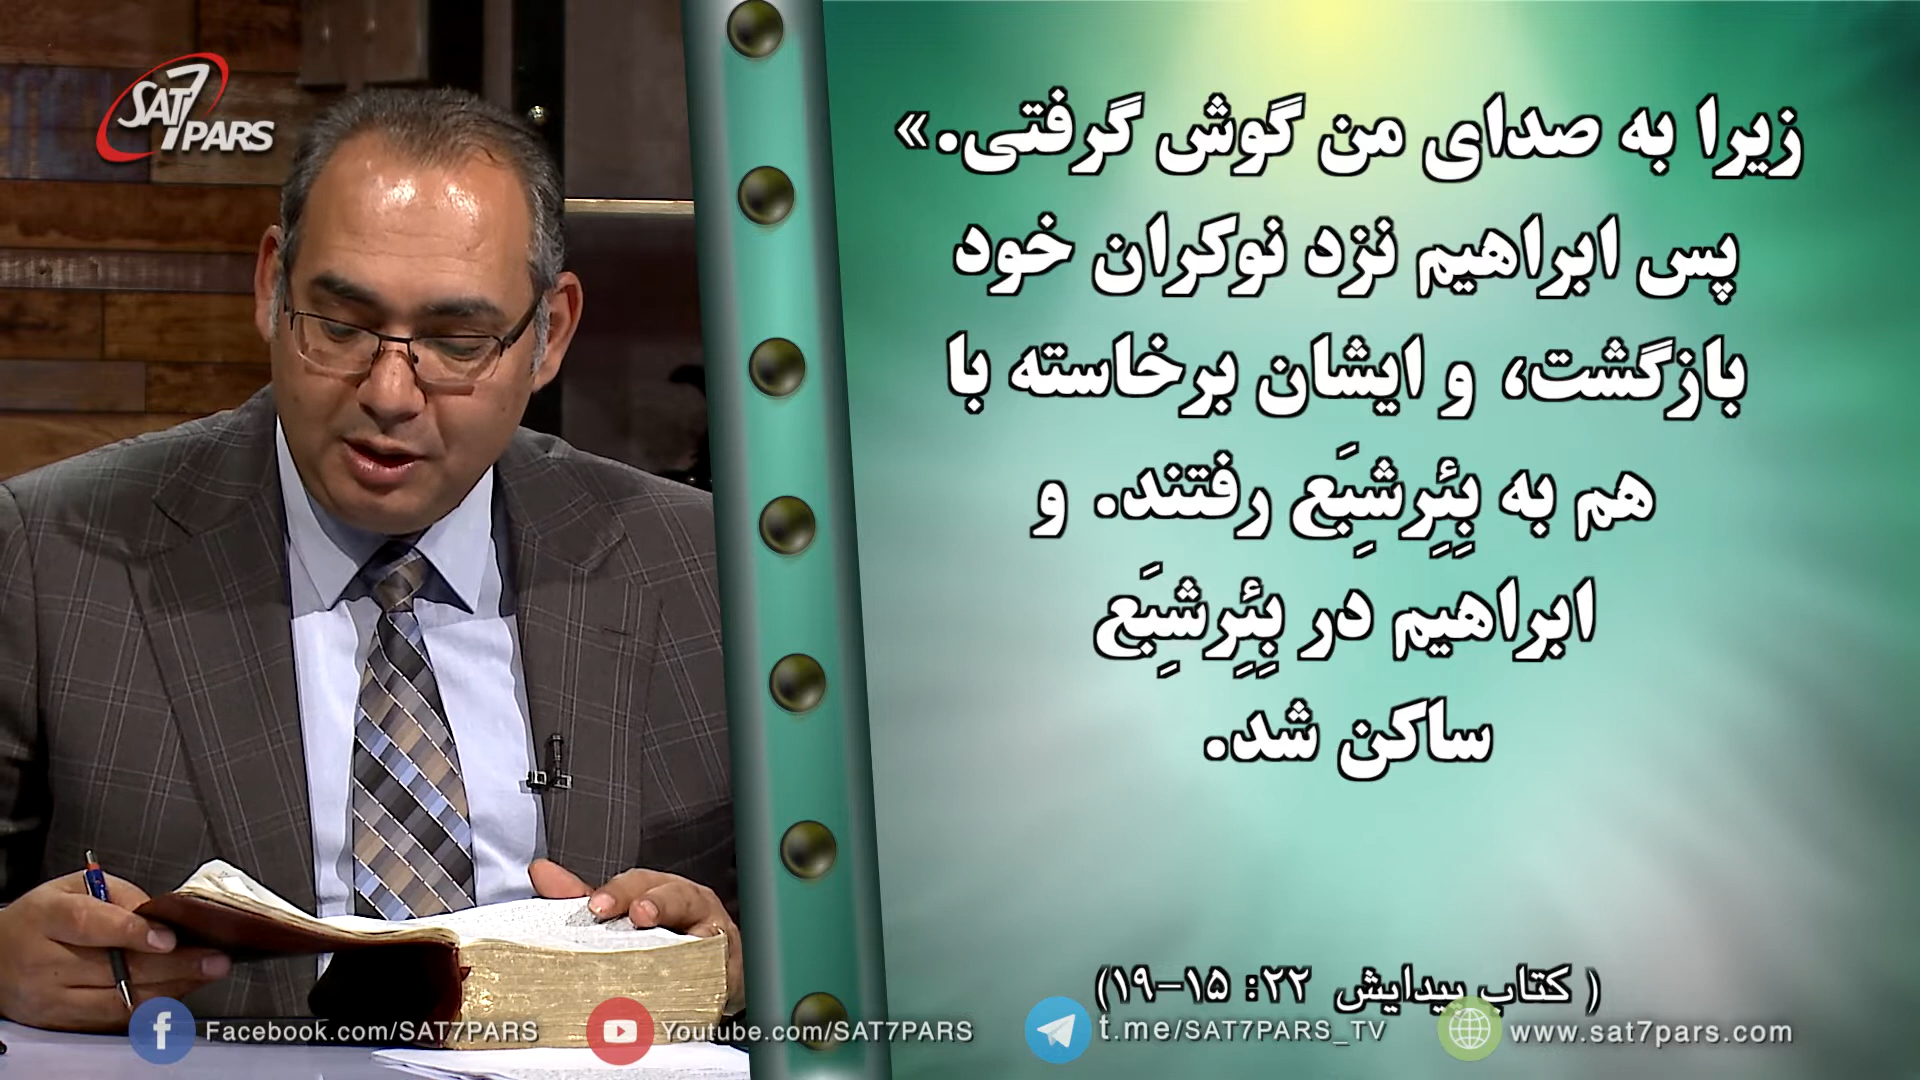 SAT7
PARS
زیرا به صدای من گوش گرفتی.»
پس ابراهیم نزد نوکران خود
بازگشت، و ایشان برخاسته با
هم به بِئِرشِبَع رفتند. و
ابراهیم در بِئِرشِبَع
ساکن شد.
( کتاب پیدایش ۲۲: ۱۵-۱۹)
Facebook.com/SAT7PARS
Youtube.com/SAT7PARS
t.me/SAT7PARS_TV
www.sat7pars.com